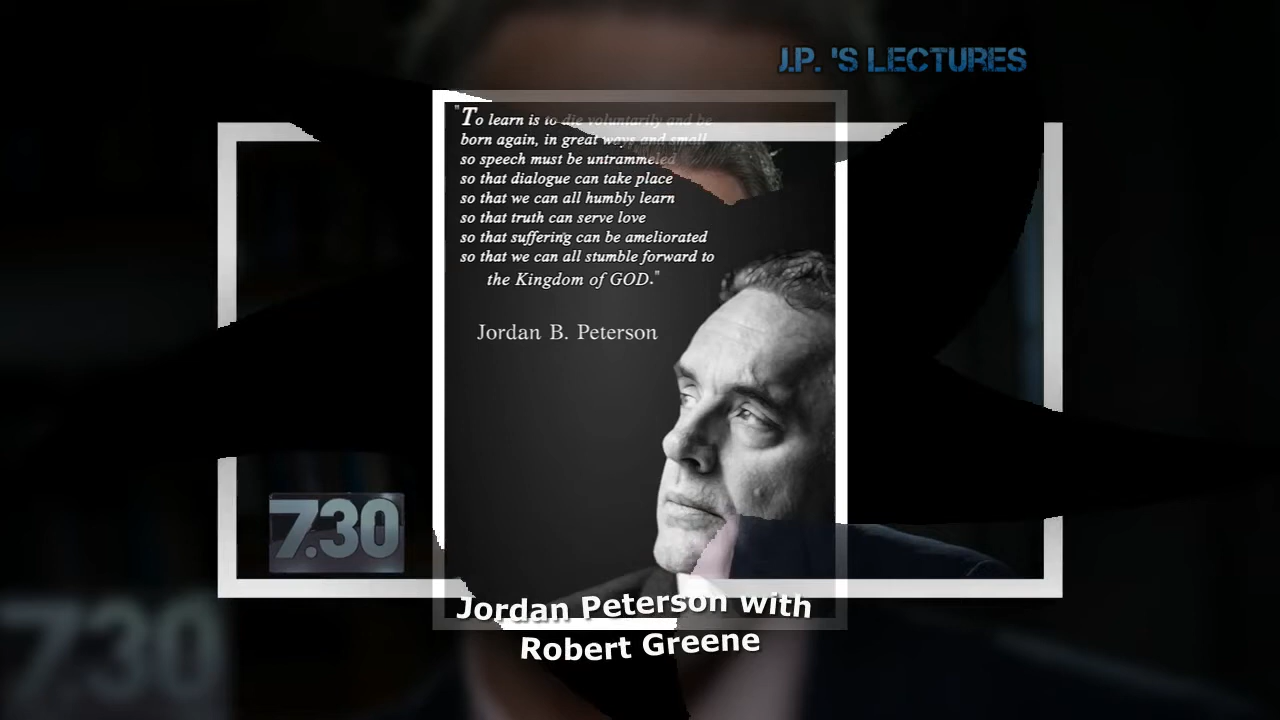 J.P. 'S LECTURES
"To learn is to die voluntarily and be
born again, in great ways and small
so speech must be untrammeled
so that dialogue can take place
so that we can all humbly learn
so that truth can serve love
so that suffering can be ameliorated
so that we can all stumble forward to
the Kingdom of GOD."
Jordan B. Peterson
7.30
7.30
Jordan Peterson with
Robert Greene